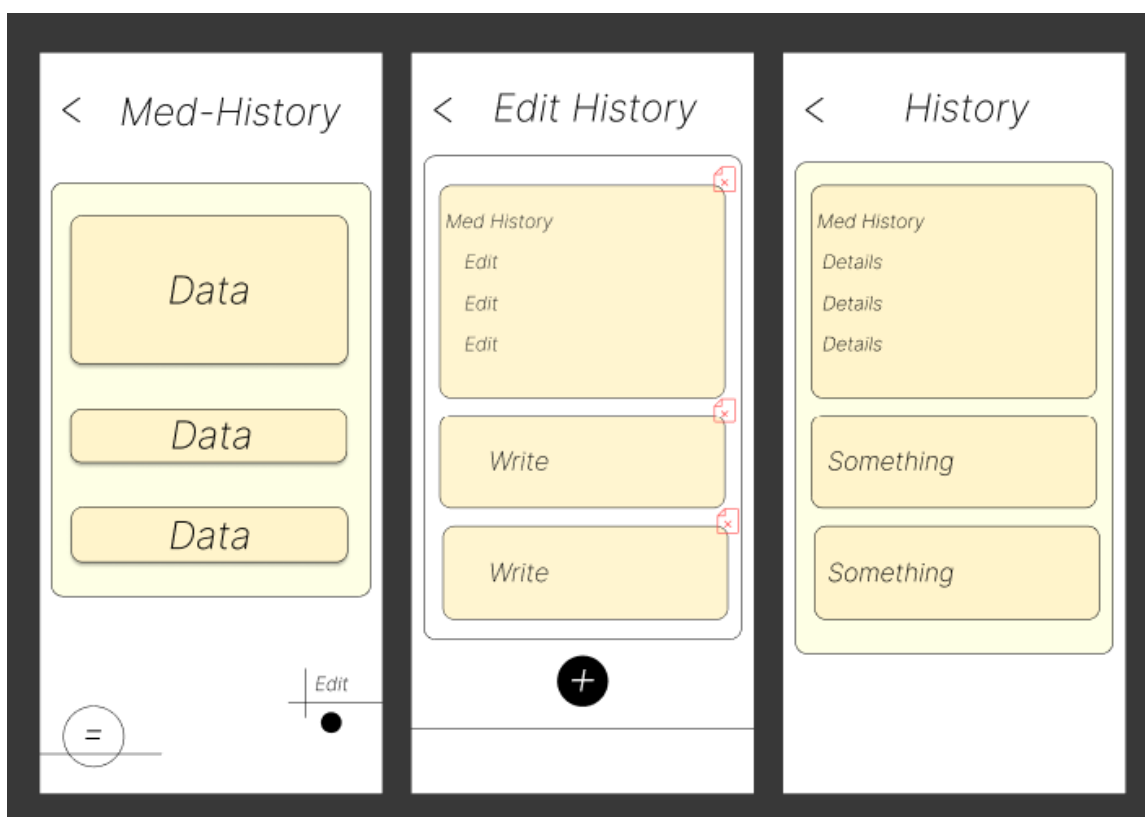 < Med-History
Data
Data
Data
Edit
=
< Edit History
Med History
Edit
Edit
Edit
Write
Write
+
< History
Med History
Details
Details
Details
Something
Something